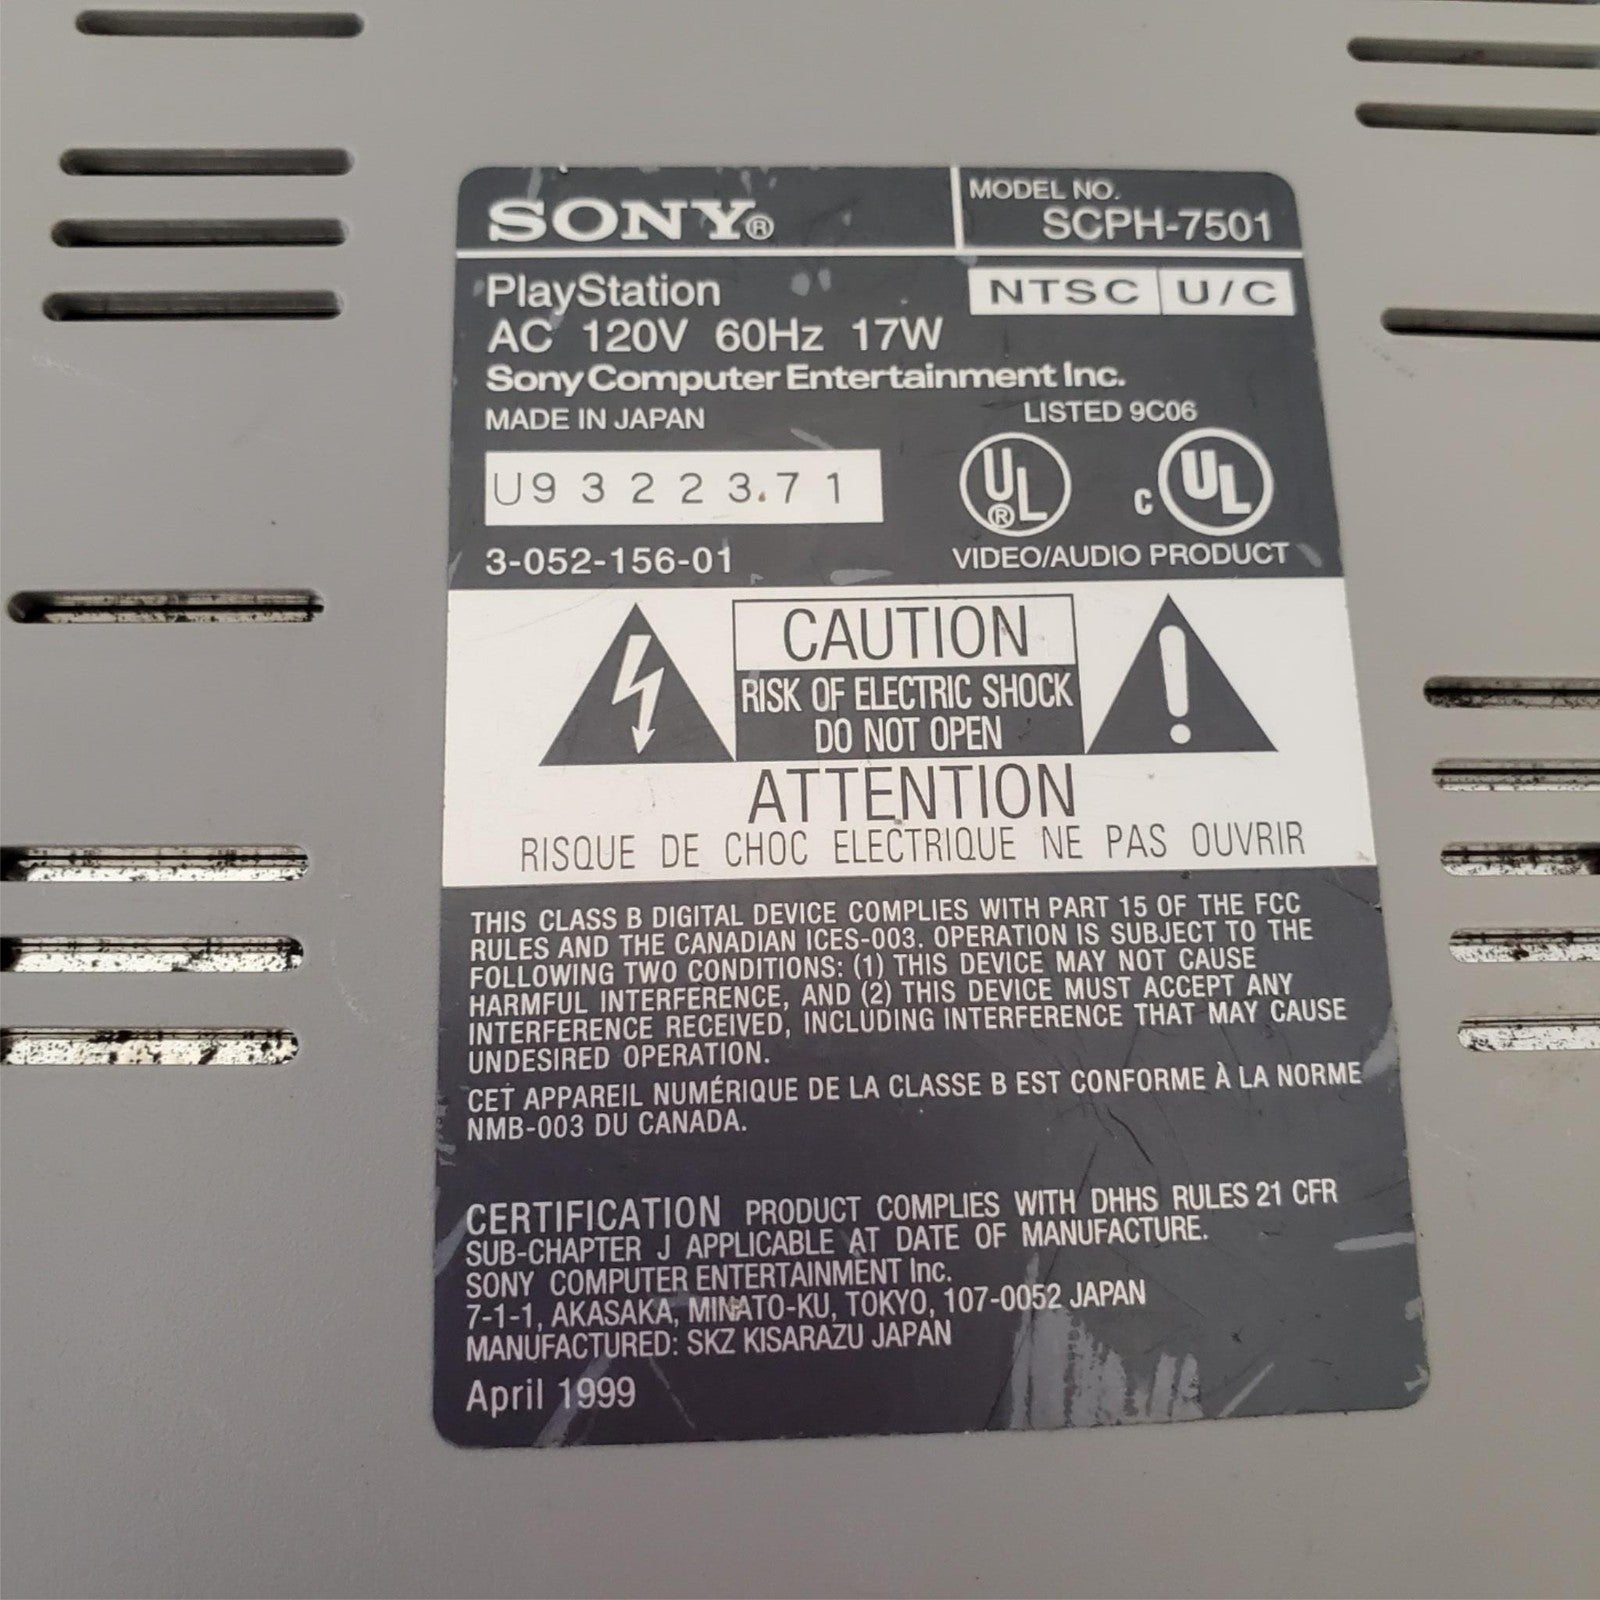 SONY®
MODEL NO.
SCPH-7501
PlayStation
NTSC U/C
AC 120V 60Hz 17W
Sony Computer Entertainment Inc.
MADE IN JAPAN
LISTED 9C06
U9322371
UL®
c UL
3-052-156-01
VIDEO/AUDIO PRODUCT
CAUTION
RISK OF ELECTRIC SHOCK
DO NOT OPEN
ATTENTION
RISQUE DE CHOC ELECTRIQUE NE PAS OUVRIR
THIS CLASS B DIGITAL DEVICE COMPLIES WITH PART 15 OF THE FCC
RULES AND THE CANADIAN ICES-003. OPERATION IS SUBJECT TO THE
FOLLOWING TWO CONDITIONS: (1) THIS DEVICE MAY NOT CAUSE
HARMFUL INTERFERENCE, AND (2) THIS DEVICE MUST ACCEPT ANY
INTERFERENCE RECEIVED, INCLUDING INTERFERENCE THAT MAY CAUSE
UNDESIRED OPERATION.
CET APPAREIL NUMÉRIQUE DE LA CLASSE B EST CONFORME À LA NORME
NMB-003 DU CANADA.
CERTIFICATION PRODUCT COMPLIES WITH DHHS RULES 21 CFR
SUB-CHAPTER J APPLICABLE AT DATE OF MANUFACTURE.
SONY COMPUTER ENTERTAINMENT Inc.
7-1-1, AKASAKA, MINATO-KU, TOKYO, 107-0052 JAPAN
MANUFACTURED: SKZ KISARAZU JAPAN
April 1999